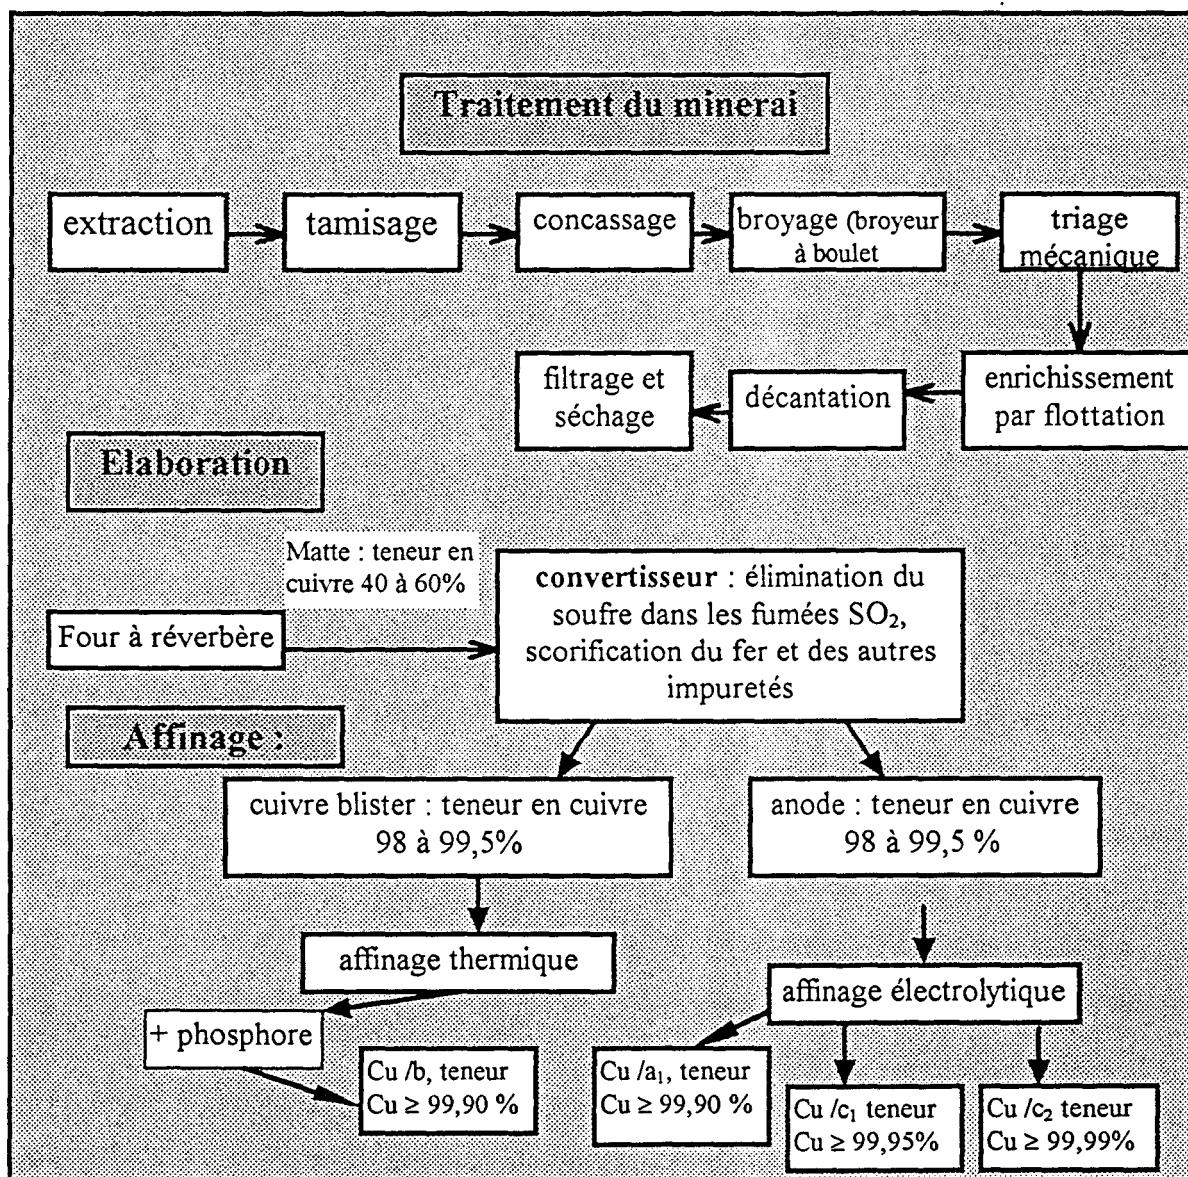 Traitement du minerai
extraction
tamisage
concassage
broyage (broyeur
à boulet
triage
mécanique
enrichissement
par flottation
décantation
filtrage et
séchage
Elaboration
Matte : teneur en
cuivre 40 à 60%
Four à réverbère
convertisseur : élimination du
soufre dans les fumées SO₂,
scorification du fer et des autres
impuretés
Affinage :
cuivre blister : teneur en cuivre
98 à 99,5%
anode : teneur en cuivre
98 à 99,5 %
affinage thermique
affinage électrolytique
+ phosphore
Cu /b, teneur
Cu ≥ 99,90 %
Cu /a₁, teneur
Cu ≥ 99,90 %
Cu /c₁ teneur
Cu ≥ 99,95%
Cu /c₂ teneur
Cu ≥ 99,99%